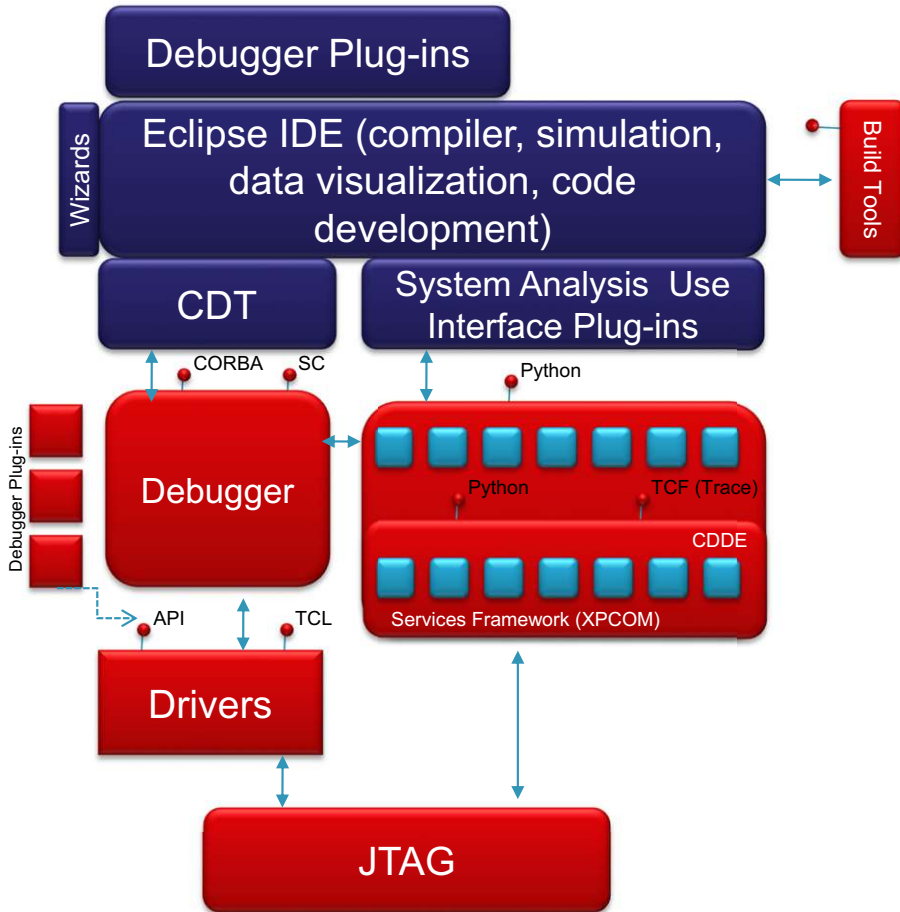 Debugger Plug-ins
Wizards
Eclipse IDE (compiler, simulation,
data visualization, code
development)
Build Tools
CDT
System Analysis Use
Interface Plug-ins
CORBA
SC
Python
Debugger Plug-ins
Debugger
Python
TCF (Trace)
CDDE
Services Framework (XPCOM)
API
TCL
Drivers
JTAG